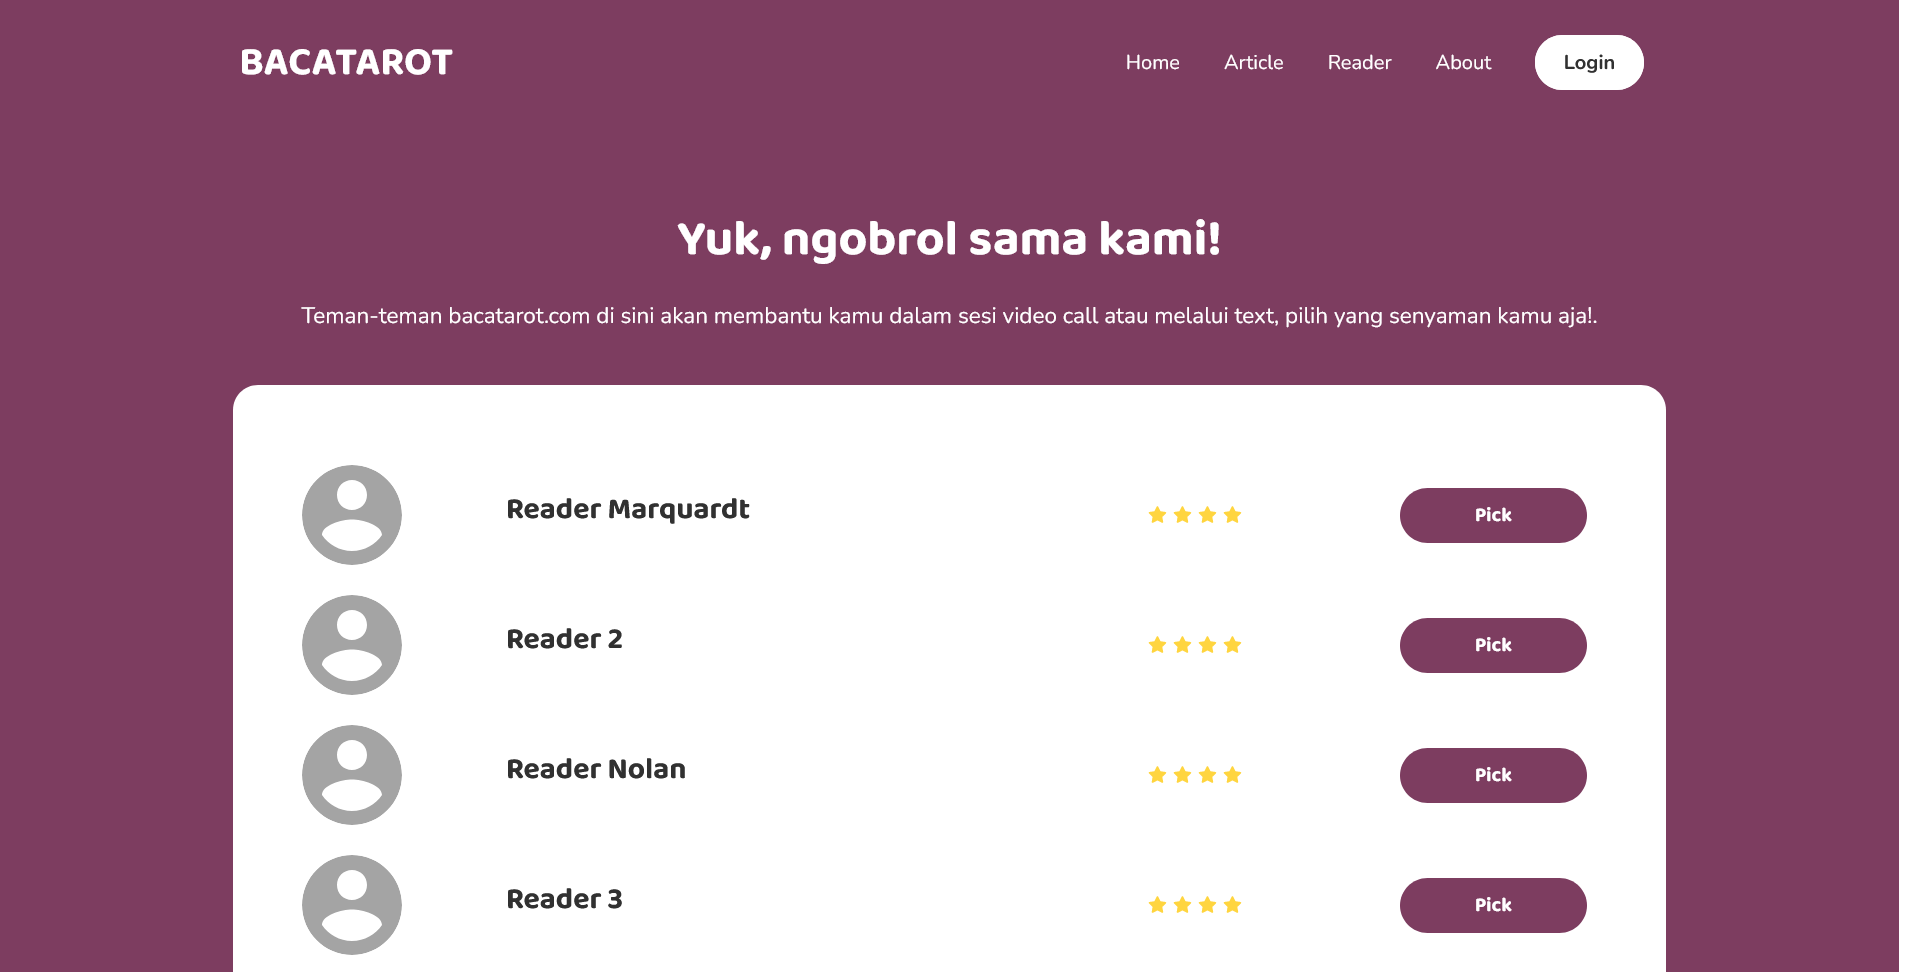 BACATAROT
Home Article Reader About Login
Yuk, ngobrol sama kami!
Teman-teman bacatarot.com di sini akan membantu kamu dalam sesi video call atau melalui text, pilih yang senyaman kamu aja!.
Reader Marquardt Pick
Reader 2 Pick
Reader Nolan Pick
Reader 3 Pick